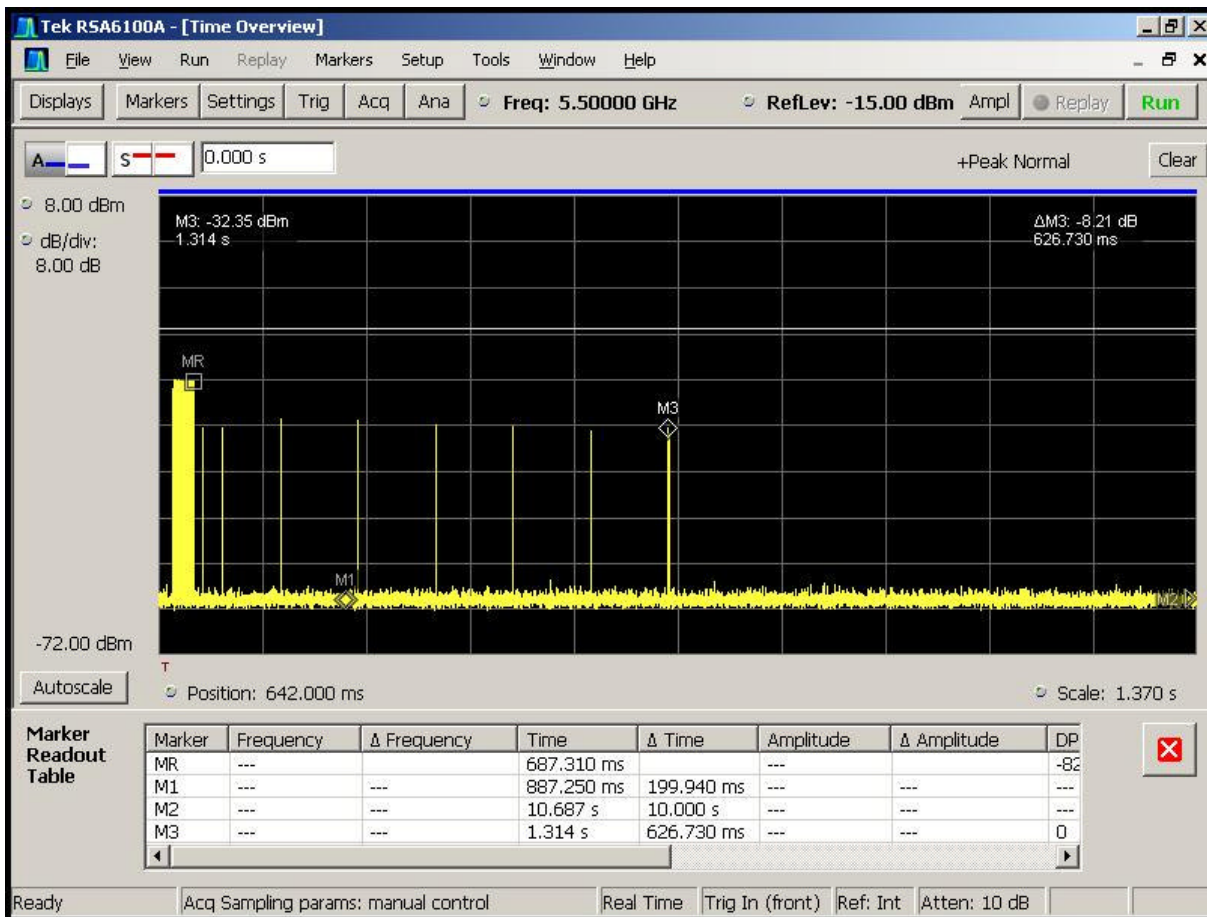 Tek RSA6100A - [Time Overview]
File View Run Replay Markers Setup Tools Window Help
Displays Markers Settings Trig Acq Ana Freq: 5.50000 GHz RefLev: -15.00 dBm Ampl Replay Run
A S 0.000 s +Peak Normal Clear
8.00 dBm
dB/div:
8.00 dB
M3: -32.35 dBm
1.314 s
ΔM3: -8.21 dB
626.730 ms
MR
M3
M1
M2
-72.00 dBm
T
Autoscale Position: 642.000 ms Scale: 1.370 s
Marker
Readout
Table
Marker Frequency Δ Frequency Time Δ Time Amplitude Δ Amplitude DP
MR --- 687.310 ms --- -82
M1 --- --- 887.250 ms 199.940 ms --- --- ---
M2 --- --- 10.687 s 10.000 s --- --- ---
M3 --- --- 1.314 s 626.730 ms --- --- 0
Ready Acq Sampling params: manual control Real Time Trig In (front) Ref: Int Atten: 10 dB